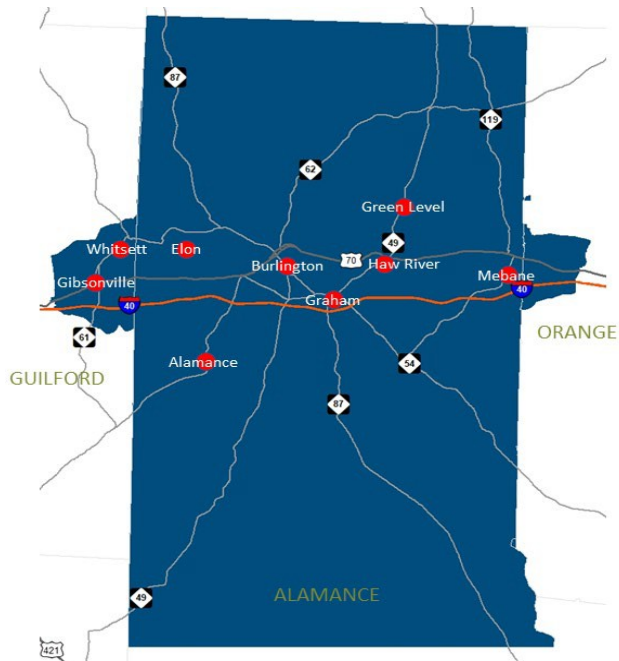 87
119
62
Green Level
49
Whitsett
Elon
70
Haw River
Burlington
Mebane
Gibsonville
40
Graham
40
61
ORANGE
Alamance
54
GUILFORD
87
ALAMANCE
49
421